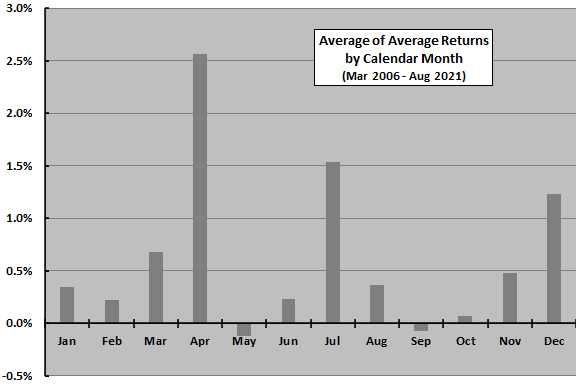 3.0%
2.5%
2.0%
1.5%
1.0%
0.5%
0.0%
-0.5%
Average of Average Returns
by Calendar Month
(Mar 2006 - Aug 2021)
Jan Feb Mar Apr May Jun Jul Aug Sep Oct Nov Dec